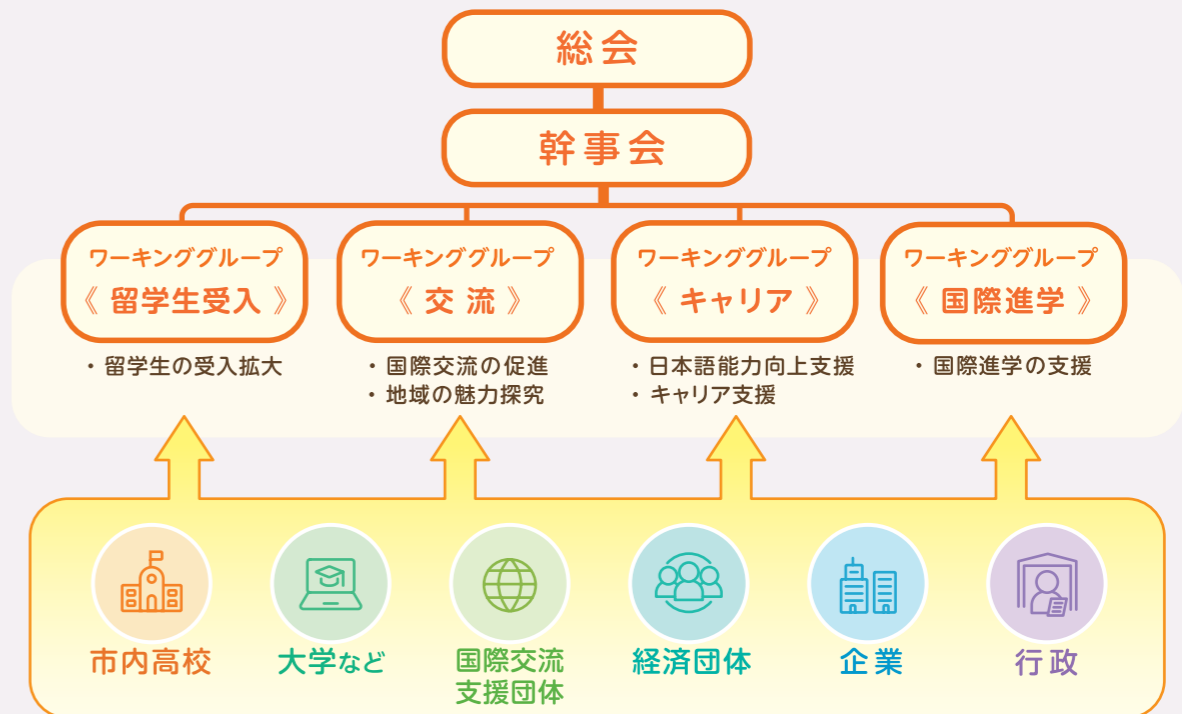 総会
幹事会
ワーキンググループ
《 留学生受入 》
・ 留学生の受入拡大
ワーキンググループ
《 交 流 》
・ 国際交流の促進
・ 地域の魅力探究
ワーキンググループ
《 キャリア 》
・ 日本語能力向上支援
・ キャリア支援
ワーキンググループ
《 国際進学 》
・ 国際進学の支援
市内高校
大学など
国際交流
支援団体
経済団体
企業
行政